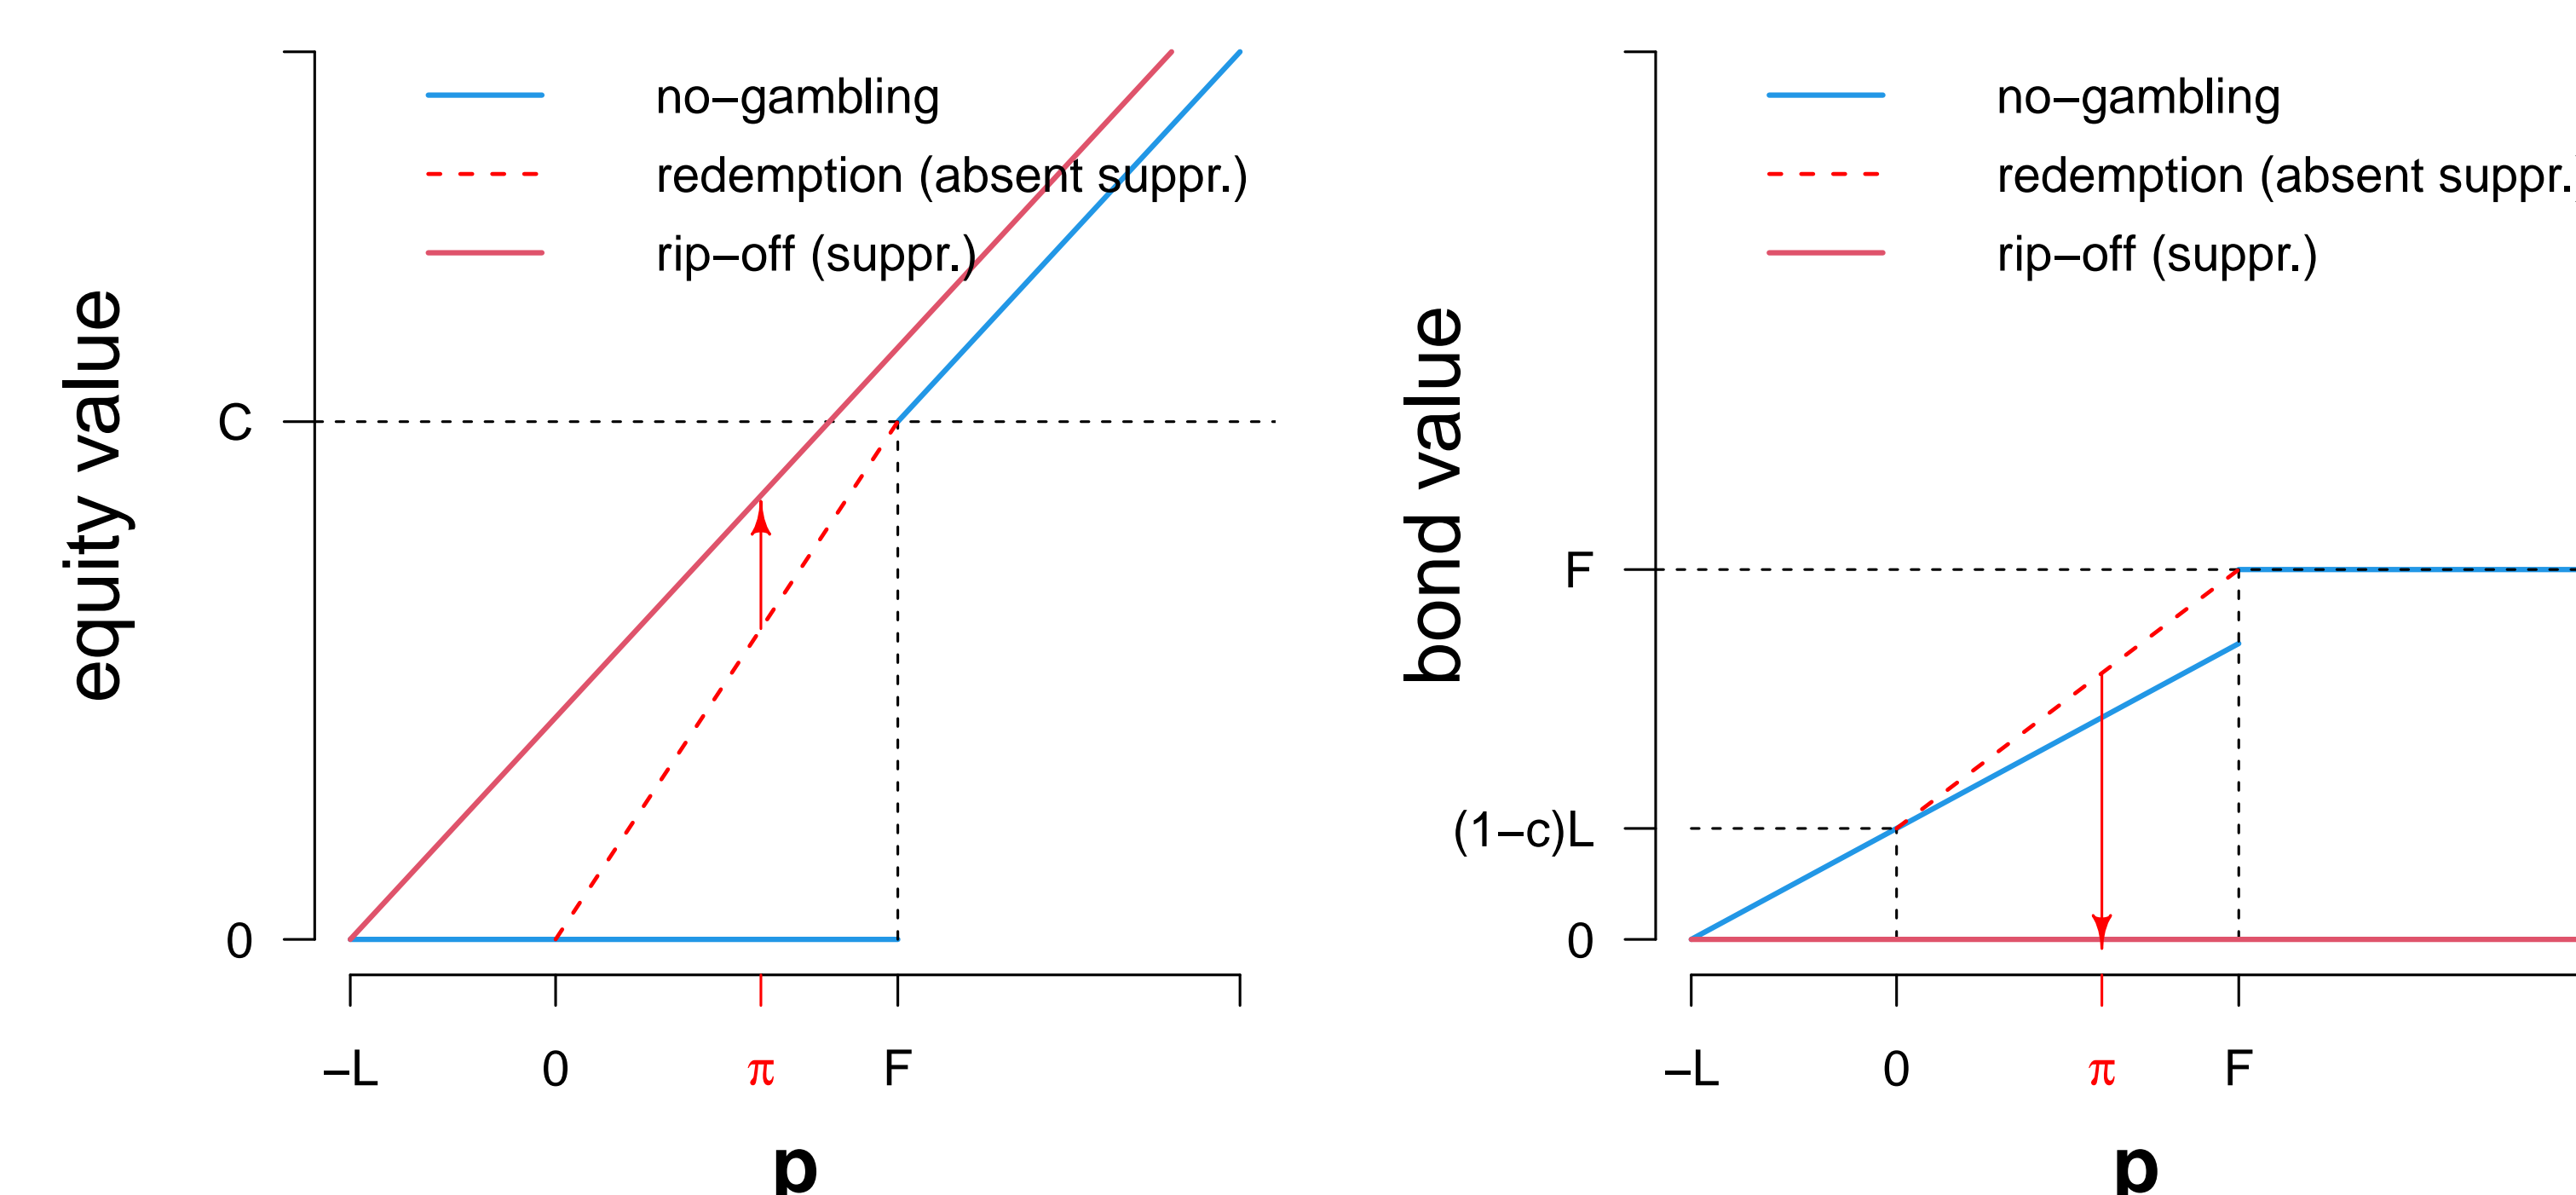 equity value
no−gambling
redemption (absent suppr.)
rip−off (suppr.)
C
0
−L 0 π F
p
bond value
no−gambling
redemption (absent suppr.
rip−off (suppr.)
F
(1−c)L
0
−L 0 π F
p